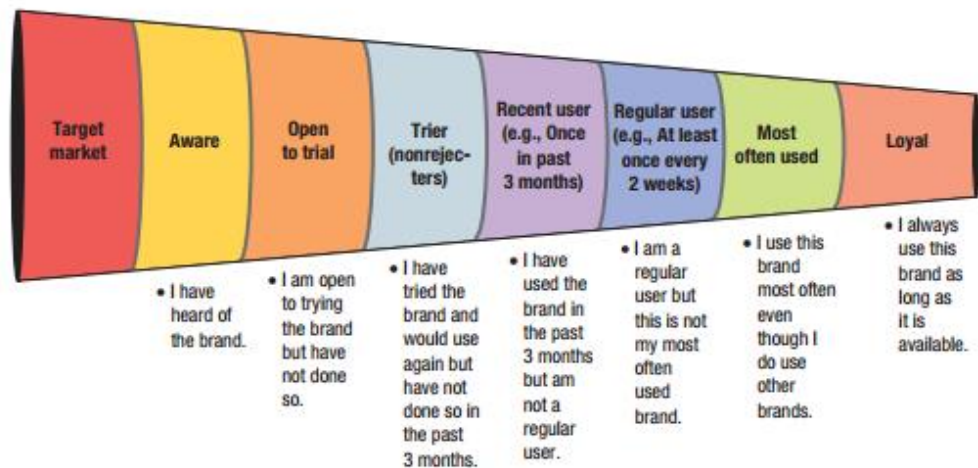 Target
market
Aware
Open
to trial
Trier
(nonrejec-
ters)
Recent user
(e.g., Once
in past
3 months)
Regular user
(e.g., At least
once every
2 weeks)
Most
often used
Loyal
• I have
heard of
the brand.
• I am open
to trying
the brand
but have
not done
so.
• I have
tried the
brand and
would use
again but
have not
done so in
the past
3 months.
• I have
used the
brand in
the past
3 months
but am
not a
regular
user.
• I am a
regular
user but
this is not
my most
often
used
brand.
• I use this
brand
most often
even
though I
do use
other
brands.
• I always
use this
brand as
long as
it is
available.